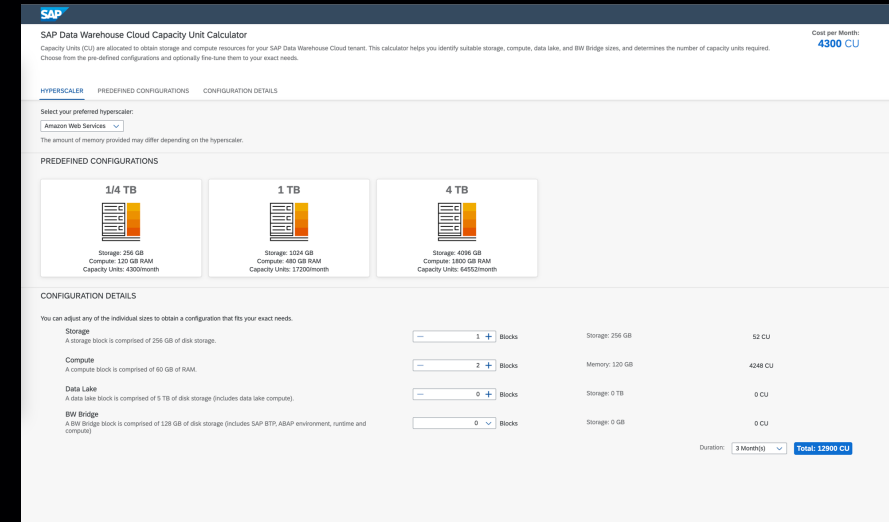 SAP
SAP Data Warehouse Cloud Capacity Unit Calculator
Cost per Month:
4300 CU
Capacity Units (CU) are allocated to obtain storage and compute resources for your SAP Data Warehouse Cloud tenant. This calculator helps you identify suitable storage, compute, data lake, and BW Bridge sizes, and determines the number of capacity units required.
Choose from the pre-defined configurations and optionally fine-tune them to your exact needs.
HYPERSCALER PREDEFINED CONFIGURATIONS CONFIGURATION DETAILS
Select your preferred hyperscaler:
Amazon Web Services
The amount of memory provided may differ depending on the hyperscaler.
PREDEFINED CONFIGURATIONS
1/4 TB
Storage: 256 GB
Compute: 120 GB RAM
Capacity Units: 4300/month
1 TB
Storage: 1024 GB
Compute: 480 GB RAM
Capacity Units: 17200/month
4 TB
Storage: 4096 GB
Compute: 1800 GB RAM
Capacity Units: 64552/month
CONFIGURATION DETAILS
You can adjust any of the individual sizes to obtain a configuration that fits your exact needs.
Storage
A storage block is comprised of 256 GB of disk storage.
— 1 + Blocks Storage: 256 GB 52 CU
Compute
A compute block is comprised of 60 GB of RAM.
— 2 + Blocks Memory: 120 GB 4248 CU
Data Lake
A data lake block is comprised of 5 TB of disk storage (includes data lake compute).
— 0 + Blocks Storage: 0 TB 0 CU
BW Bridge
A BW Bridge block is comprised of 128 GB of disk storage (includes SAP BTP, ABAP environment, runtime and
compute)
0 Blocks Storage: 0 GB 0 CU
Duration: 3 Month(s) Total: 12900 CU